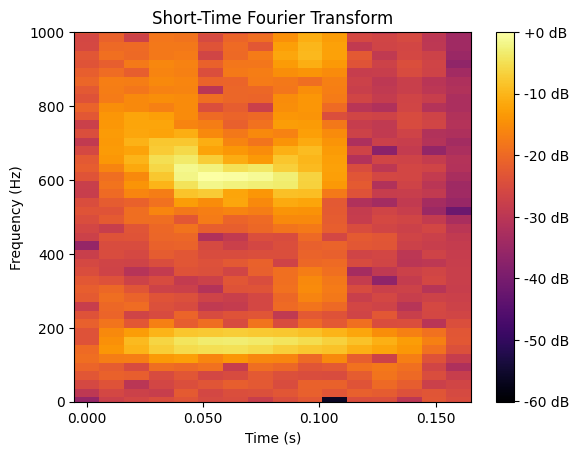 Short-Time Fourier Transform
1000
800
600
400
200
0
Frequency (Hz)
0.000
0.050
0.100
0.150
Time (s)
+0 dB
-10 dB
-20 dB
-30 dB
-40 dB
-50 dB
-60 dB